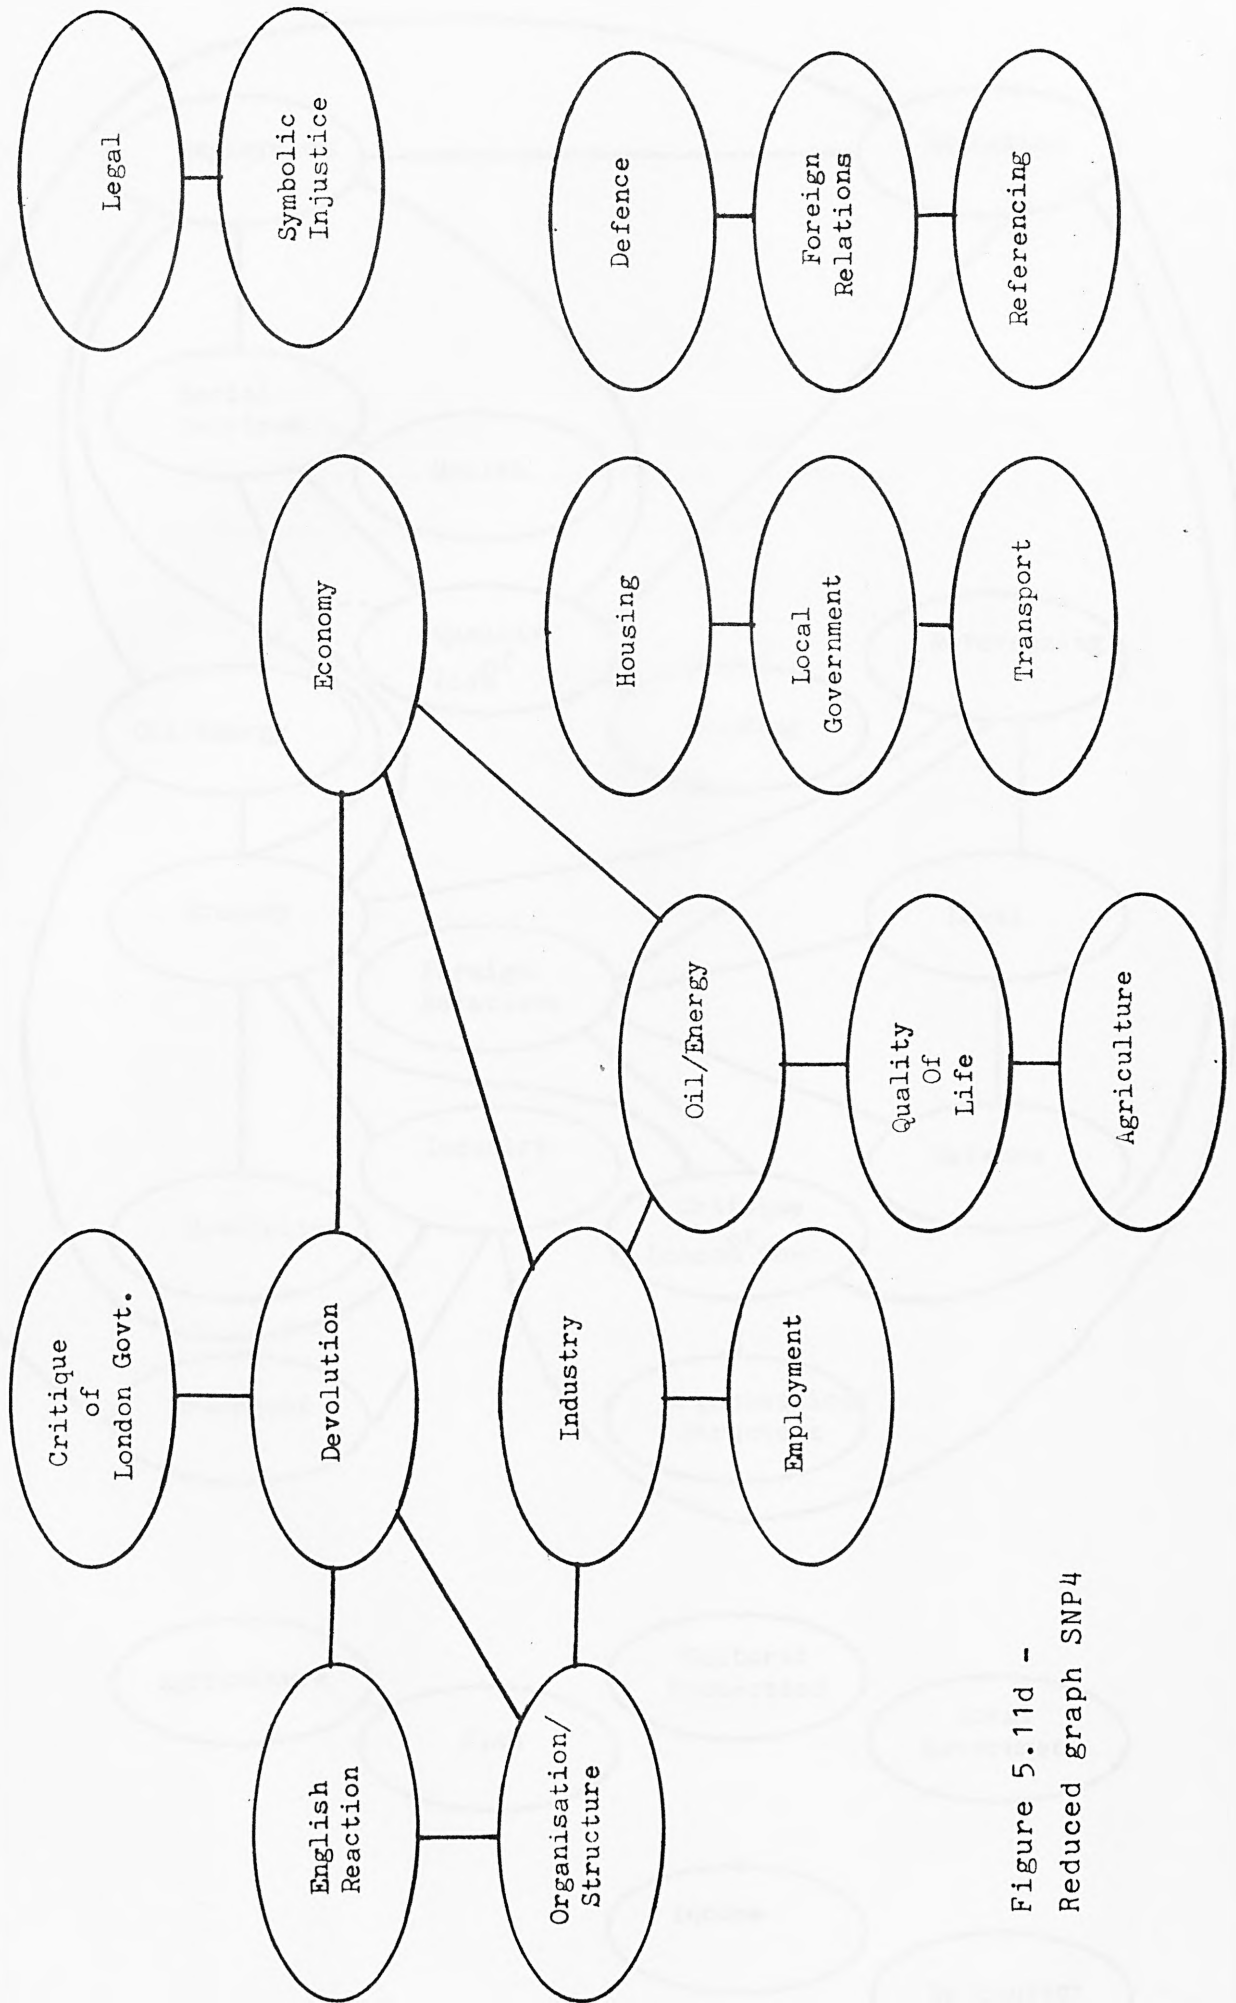 Critique
of
London Govt.
Legal
English
Reaction
Devolution
Economy
Symbolic
Injustice
Organisation/
Structure
Industry
Oil/Energy
Housing
Defence
Employment
Quality
Of
Life
Local
Government
Foreign
Relations
Agriculture
Transport
Referencing
Figure 5.11d -
Reduced graph SNP4